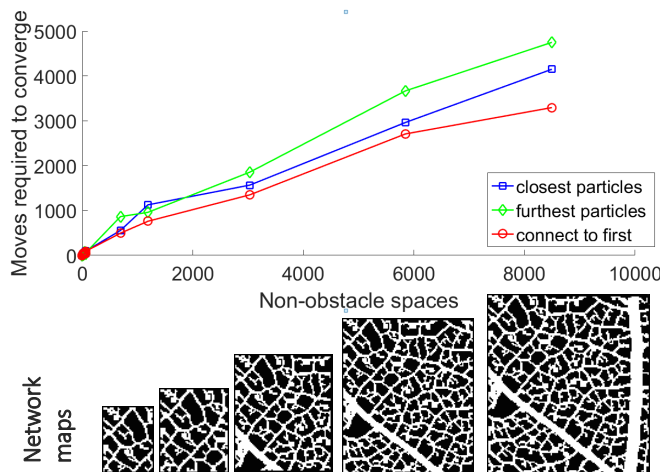 5000
4000
3000
2000
1000
0
Moves required to converge
closest particles
furthest particles
connect to first
0 2000 4000 6000 8000 10000
Non-obstacle spaces
Network
maps